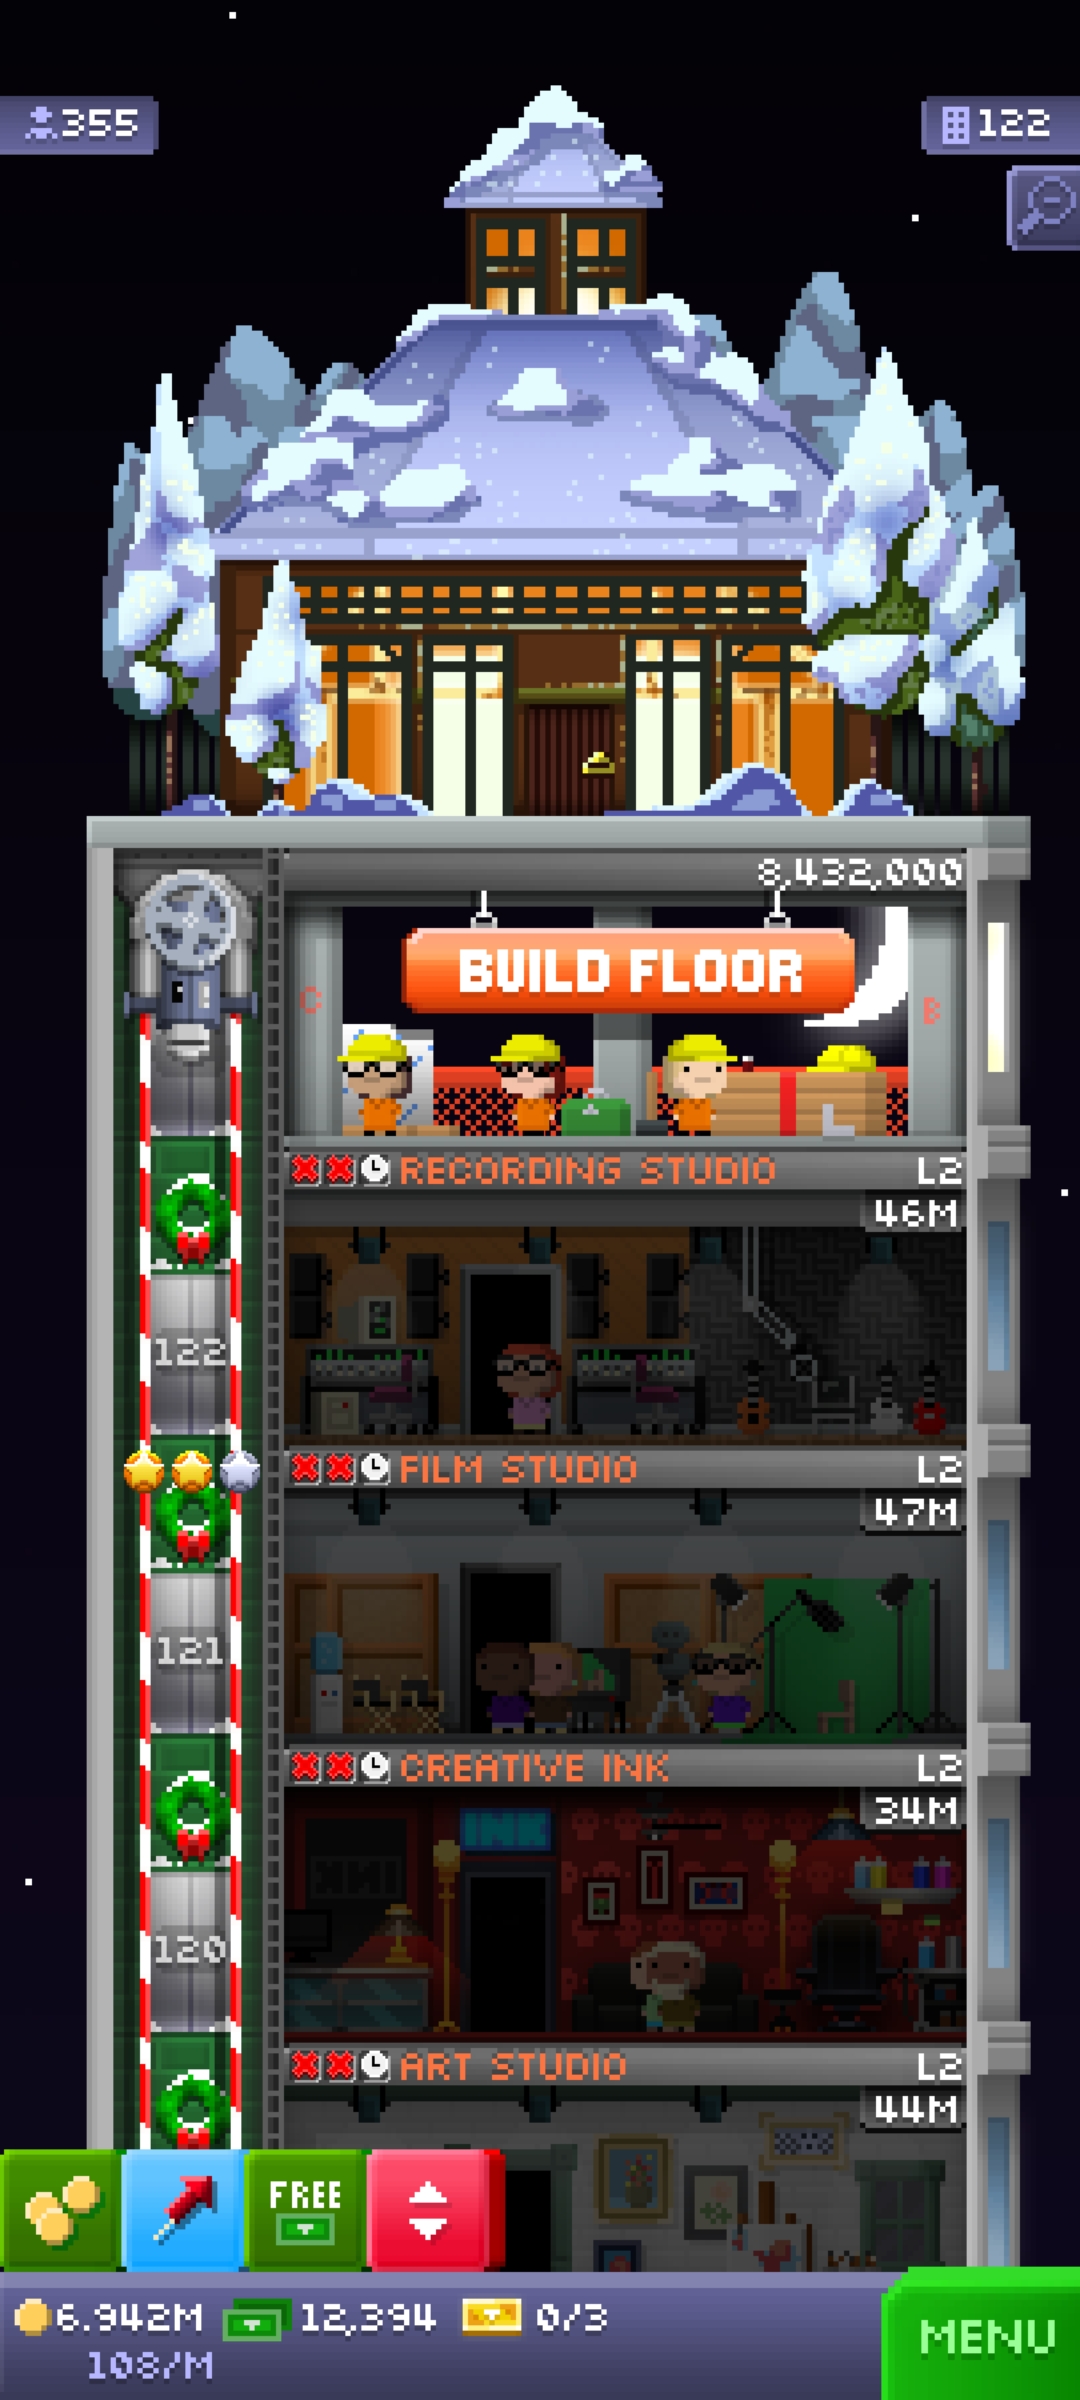 355
122
8,432,000
BUILD FLOOR
C
B
L
RECORDING STUDIO L2
46M
122
FILM STUDIO L2
47M
121
CREATIVE INK L2
34M
INK
120
ART STUDIO L2
44M
FREE
6.942M 12,394 0/3
108/M
MENU